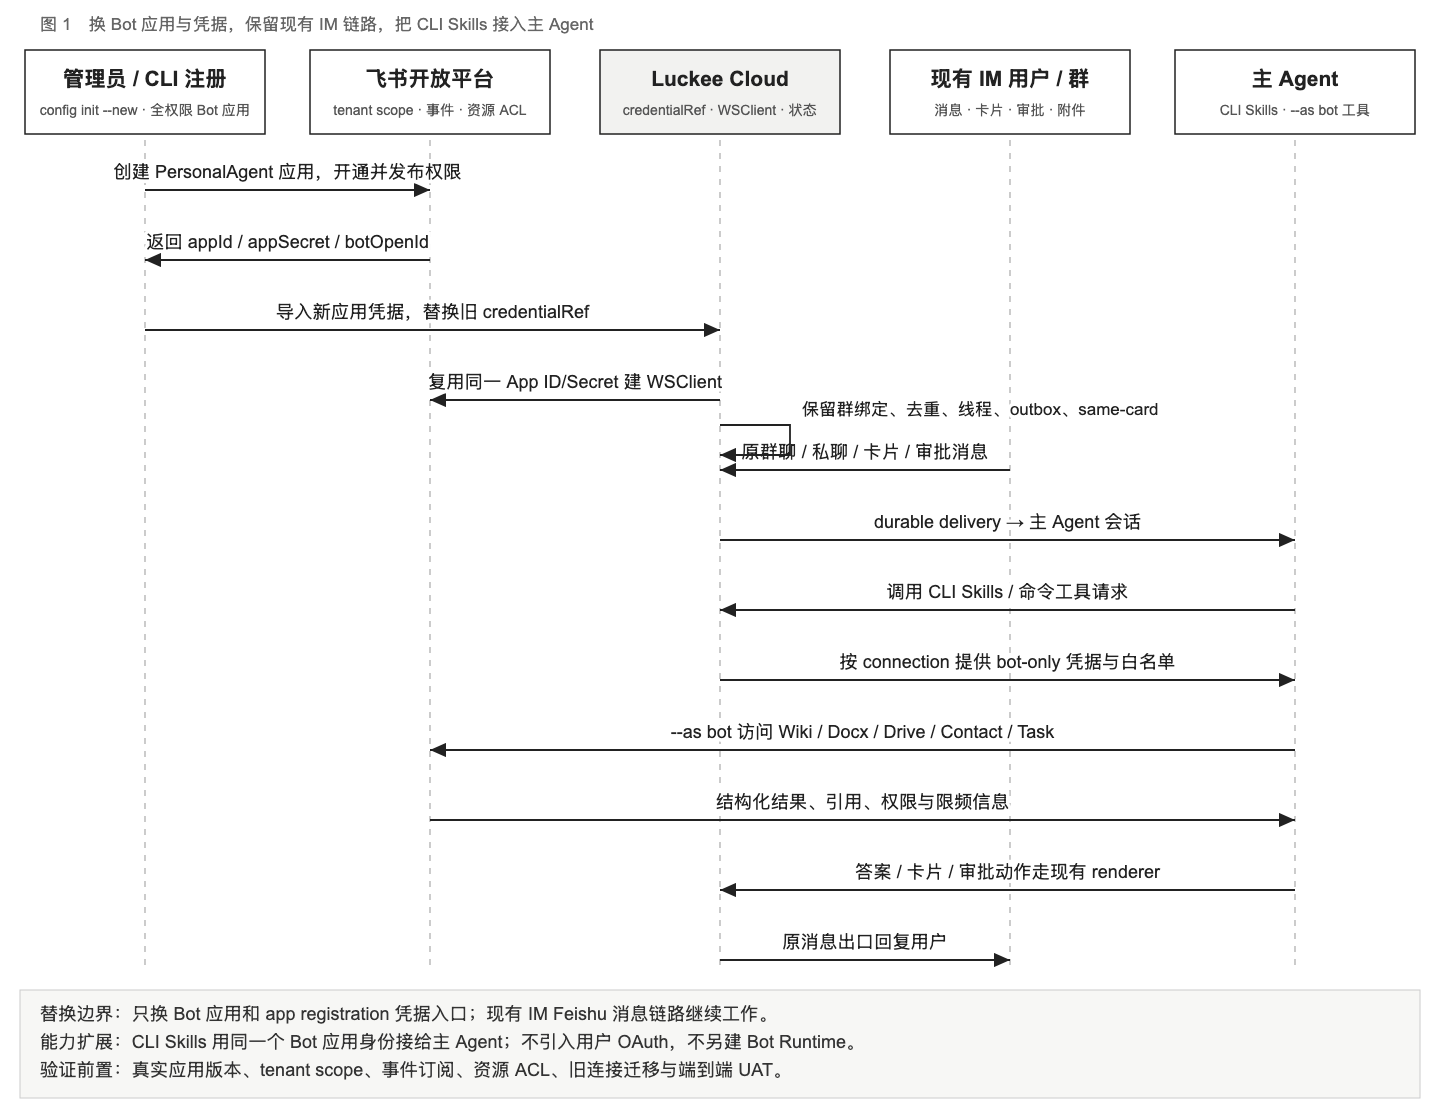 图 1 换 Bot 应用与凭据，保留现有 IM 链路，把 CLI Skills 接入主 Agent
管理员 / CLI 注册
config init --new · 全权限 Bot 应用
飞书开放平台
tenant scope · 事件 · 资源 ACL
Luckee Cloud
credentialRef · WSClient · 状态
现有 IM 用户 / 群
消息 · 卡片 · 审批 · 附件
主 Agent
CLI Skills · --as bot 工具
创建 PersonalAgent 应用，开通并发布权限
返回 appId / appSecret / botOpenId
导入新应用凭据，替换旧 credentialRef
复用同一 App ID/Secret 建 WSClient
保留群绑定、去重、线程、outbox、same-card
原群聊 / 私聊 / 卡片 / 审批消息
durable delivery → 主 Agent 会话
调用 CLI Skills / 命令工具请求
按 connection 提供 bot-only 凭据与白名单
--as bot 访问 Wiki / Docx / Drive / Contact / Task
结构化结果、引用、权限与限频信息
答案 / 卡片 / 审批动作走现有 renderer
原消息出口回复用户
替换边界：只换 Bot 应用和 app registration 凭据入口；现有 IM Feishu 消息链路继续工作。
能力扩展：CLI Skills 用同一个 Bot 应用身份接给主 Agent；不引入用户 OAuth，不另建 Bot Runtime。
验证前置：真实应用版本、tenant scope、事件订阅、资源 ACL、旧连接迁移与端到端 UAT。